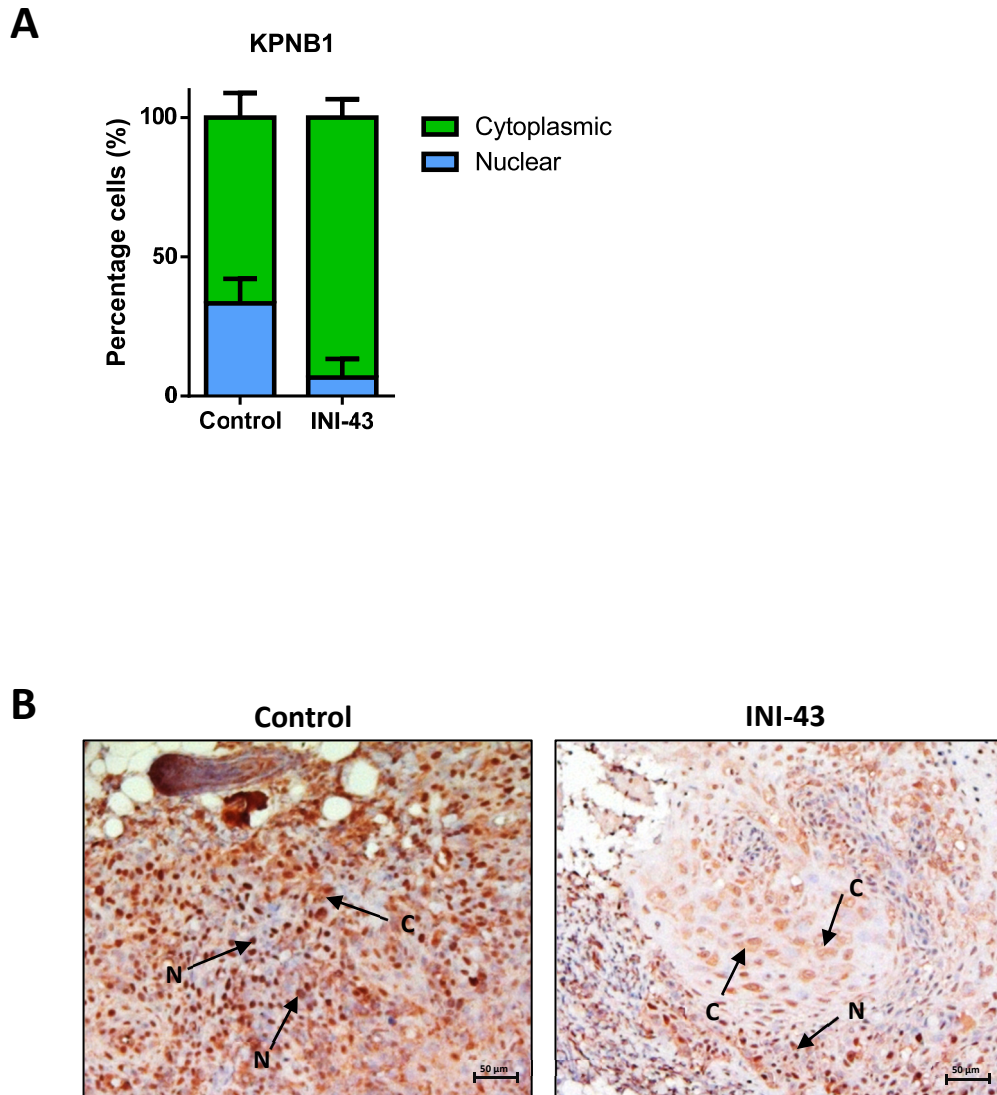 A
KPNB1
Percentage cells (%)
100
50
0
Control INI-43
Cytoplasmic
Nuclear
B
Control INI-43
C
N
N
50 µm
C
C
N
50 µm